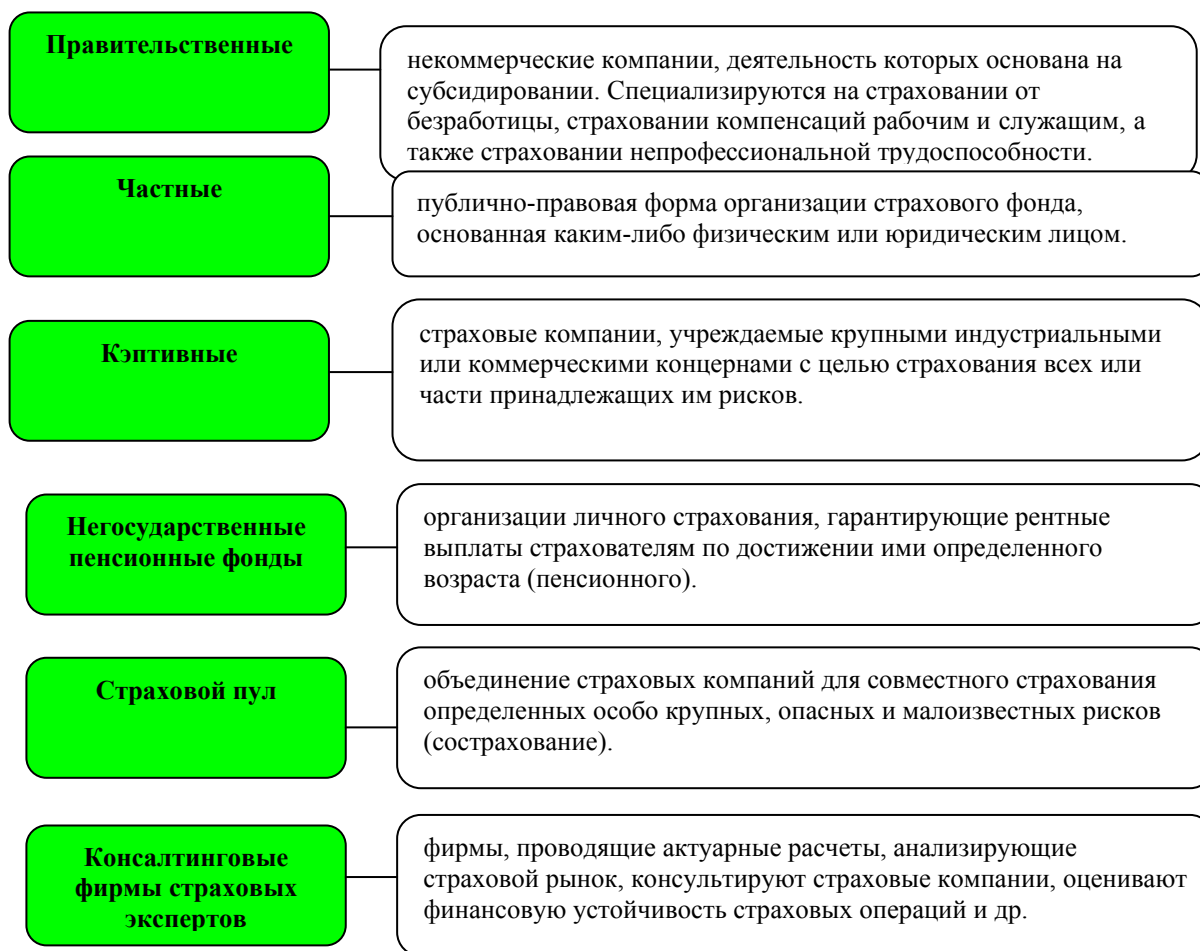 Правительственные
некоммерческие компании, деятельность которых основана на
субсидировании. Специализируются на страховании от
безработицы, страховании компенсаций рабочим и служащим, а
также страховании непрофессиональной трудоспособности.
Частные
публично-правовая форма организации страхового фонда,
основанная каким-либо физическим или юридическим лицом.
Кэптивные
страховые компании, учреждаемые крупными индустриальными
или коммерческими концернами с целью страхования всех или
части принадлежащих им рисков.
Негосударственные
пенсионные фонды
организации личного страхования, гарантирующие рентные
выплаты страхователям по достижении ими определенного
возраста (пенсионного).
Страховой пул
объединение страховых компаний для совместного страхования
определенных особо крупных, опасных и малоизвестных рисков
(сострахование).
Консалтинговые
фирмы страховых
экспертов
фирмы, проводящие актуарные расчеты, анализирующие
страховой рынок, консультируют страховые компании, оценивают
финансовую устойчивость страховых операций и др.